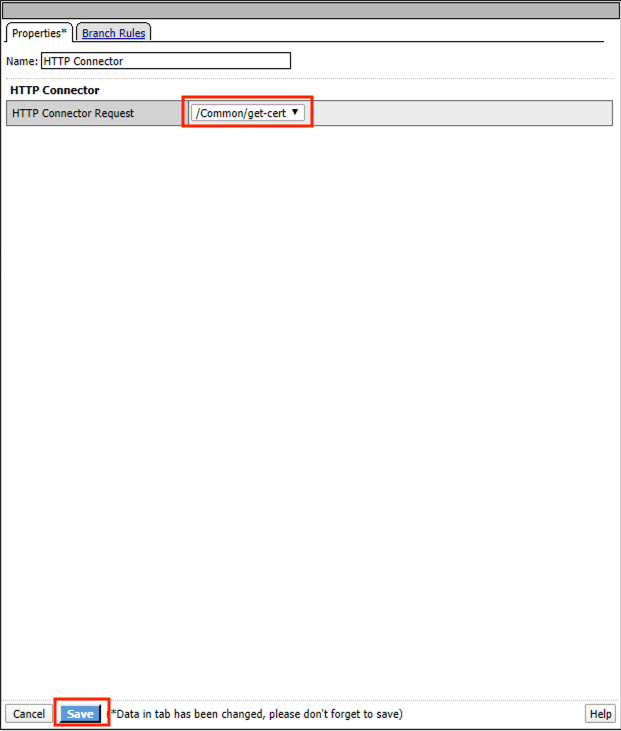 Properties* Branch Rules
Name: HTTP Connector
HTTP Connector
HTTP Connector Request /Common/get-cert ▼
Cancel Save (*Data in tab has been changed, please don't forget to save) Help